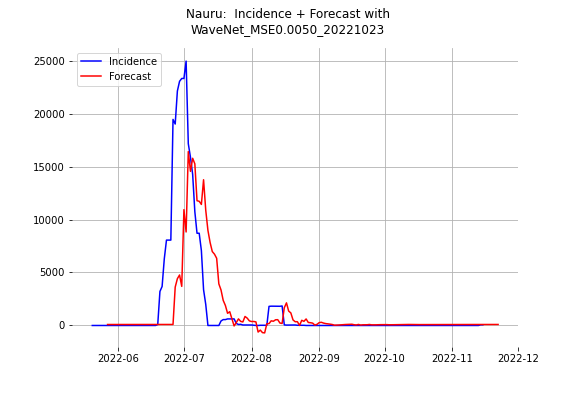 Nauru:  Incidence + Forecast with
WaveNet_MSE0.0050_20221023
Incidence
Forecast
25000
20000
15000
10000
5000
0
2022-06 2022-07 2022-08 2022-09 2022-10 2022-11 2022-12